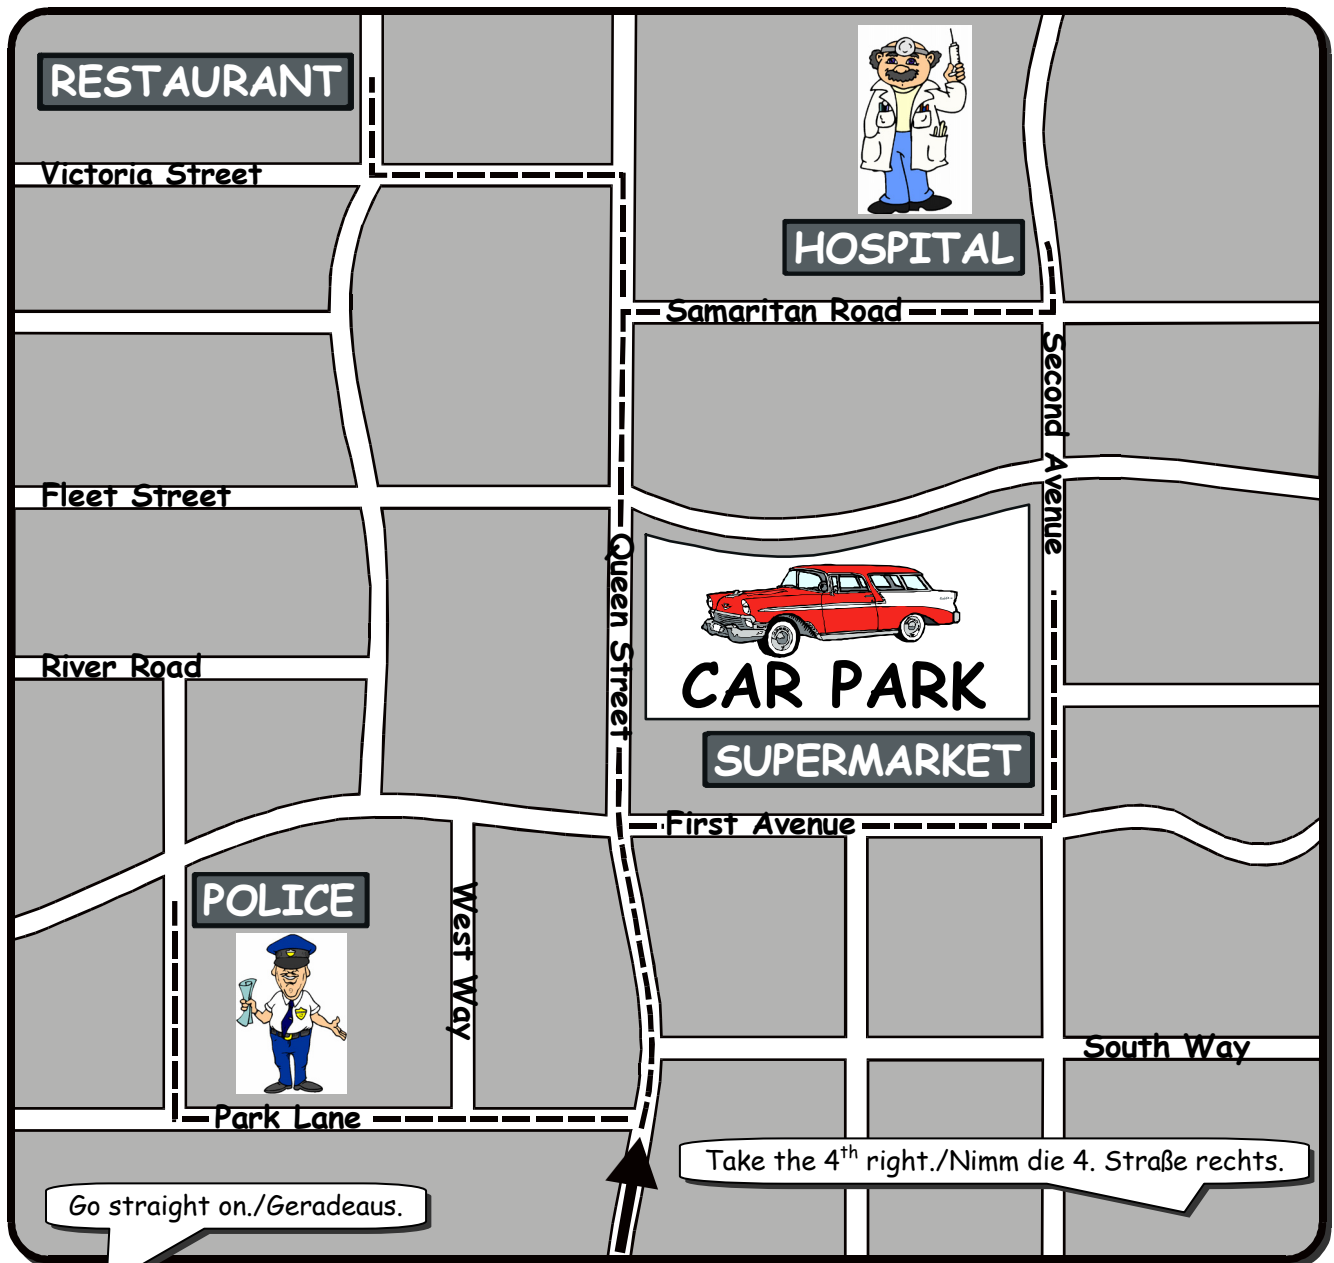 RESTAURANT
Victoria Street
HOSPITAL
Samaritan Road
Second Avenue
Fleet Street
Queen Street
River Road
CAR PARK
SUPERMARKET
First Avenue
POLICE
West Way
South Way
Park Lane
Take the 4th right./Nimm die 4. Straße rechts.
Go straight on./Geradeaus.